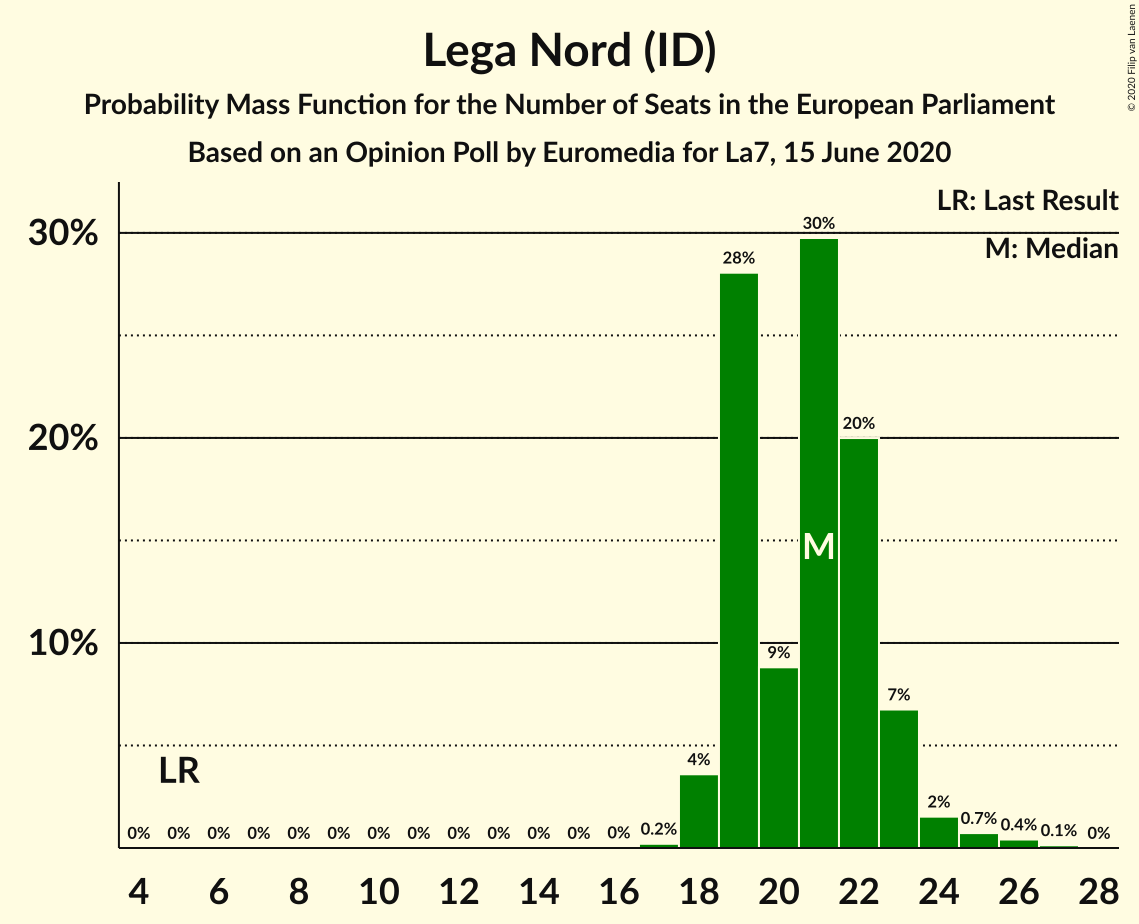 Lega Nord (ID)
Probability Mass Function for the Number of Seats in the European Parliament
Based on an Opinion Poll by Euromedia for La7, 15 June 2020
© 2020 Filip van Laenen
LR: Last Result
M: Median
30%
20%
10%
30%
28%
20%
9%
7%
4%
2%
0% 0% 0% 0% 0% 0% 0% 0% 0% 0% 0% 0% 0% 0.2% 0.7% 0.4% 0.1% 0%
M
LR
4 6 8 10 12 14 16 18 20 22 24 26 28